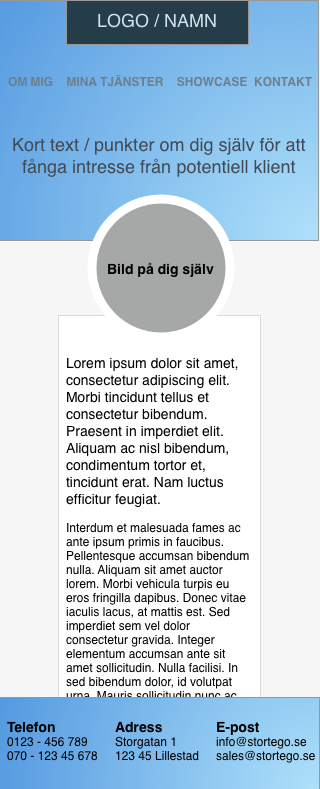 LOGO / NAMN
OM MIG MINA TJÄNSTER SHOWCASE KONTAKT
Kort text / punkter om dig själv för att
fånga intresse från potentiell klient
Bild på dig själv
Lorem ipsum dolor sit amet,
consectetur adipiscing elit.
Morbi tincidunt tellus et
consectetur bibendum.
Praesent in imperdiet elit.
Aliquam ac nisl bibendum,
condimentum tortor et,
tincidunt erat. Nam luctus
efficitur feugiat.
Interdum et malesuada fames ac
ante ipsum primis in faucibus.
Pellentesque accumsan bibendum
nulla. Aliquam sit amet auctor
lorem. Morbi vehicula turpis eu
eros fringilla dapibus. Donec vitae
iaculis lacus, at mattis est. Sed
imperdiet sem vel dolor
consectetur gravida. Integer
elementum accumsan ante sit
amet sollicitudin. Nulla facilisi. In
sed bibendum dolor, id volutpat
urna. Mauris sollicitudin nunc ac
Telefon Adress E-post
0123 - 456 789 Storgatan 1 info@stortego.se
070 - 123 45 678 123 45 Lillestad sales@stortego.se